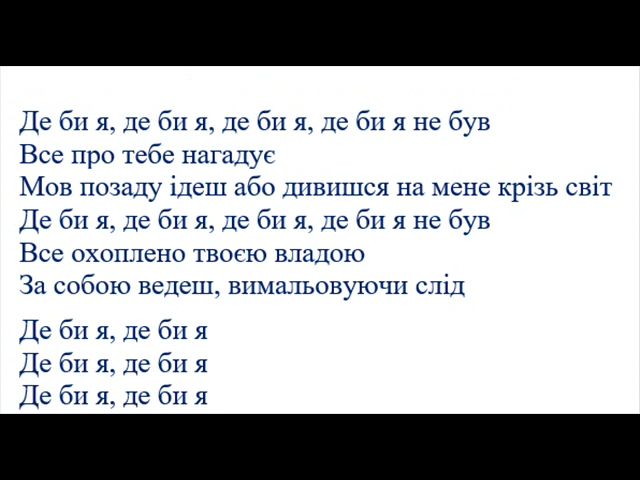 Де би я, де би я, де би я, де би я не був
Все про тебе нагадує
Мов позаду ідеш або дивишся на мене крізь світ
Де би я, де би я, де би я, де би я не був
Все охоплено твоєю владою
За собою ведеш, вимальовуючи слід
Де би я, де би я
Де би я, де би я
Де би я, де би я